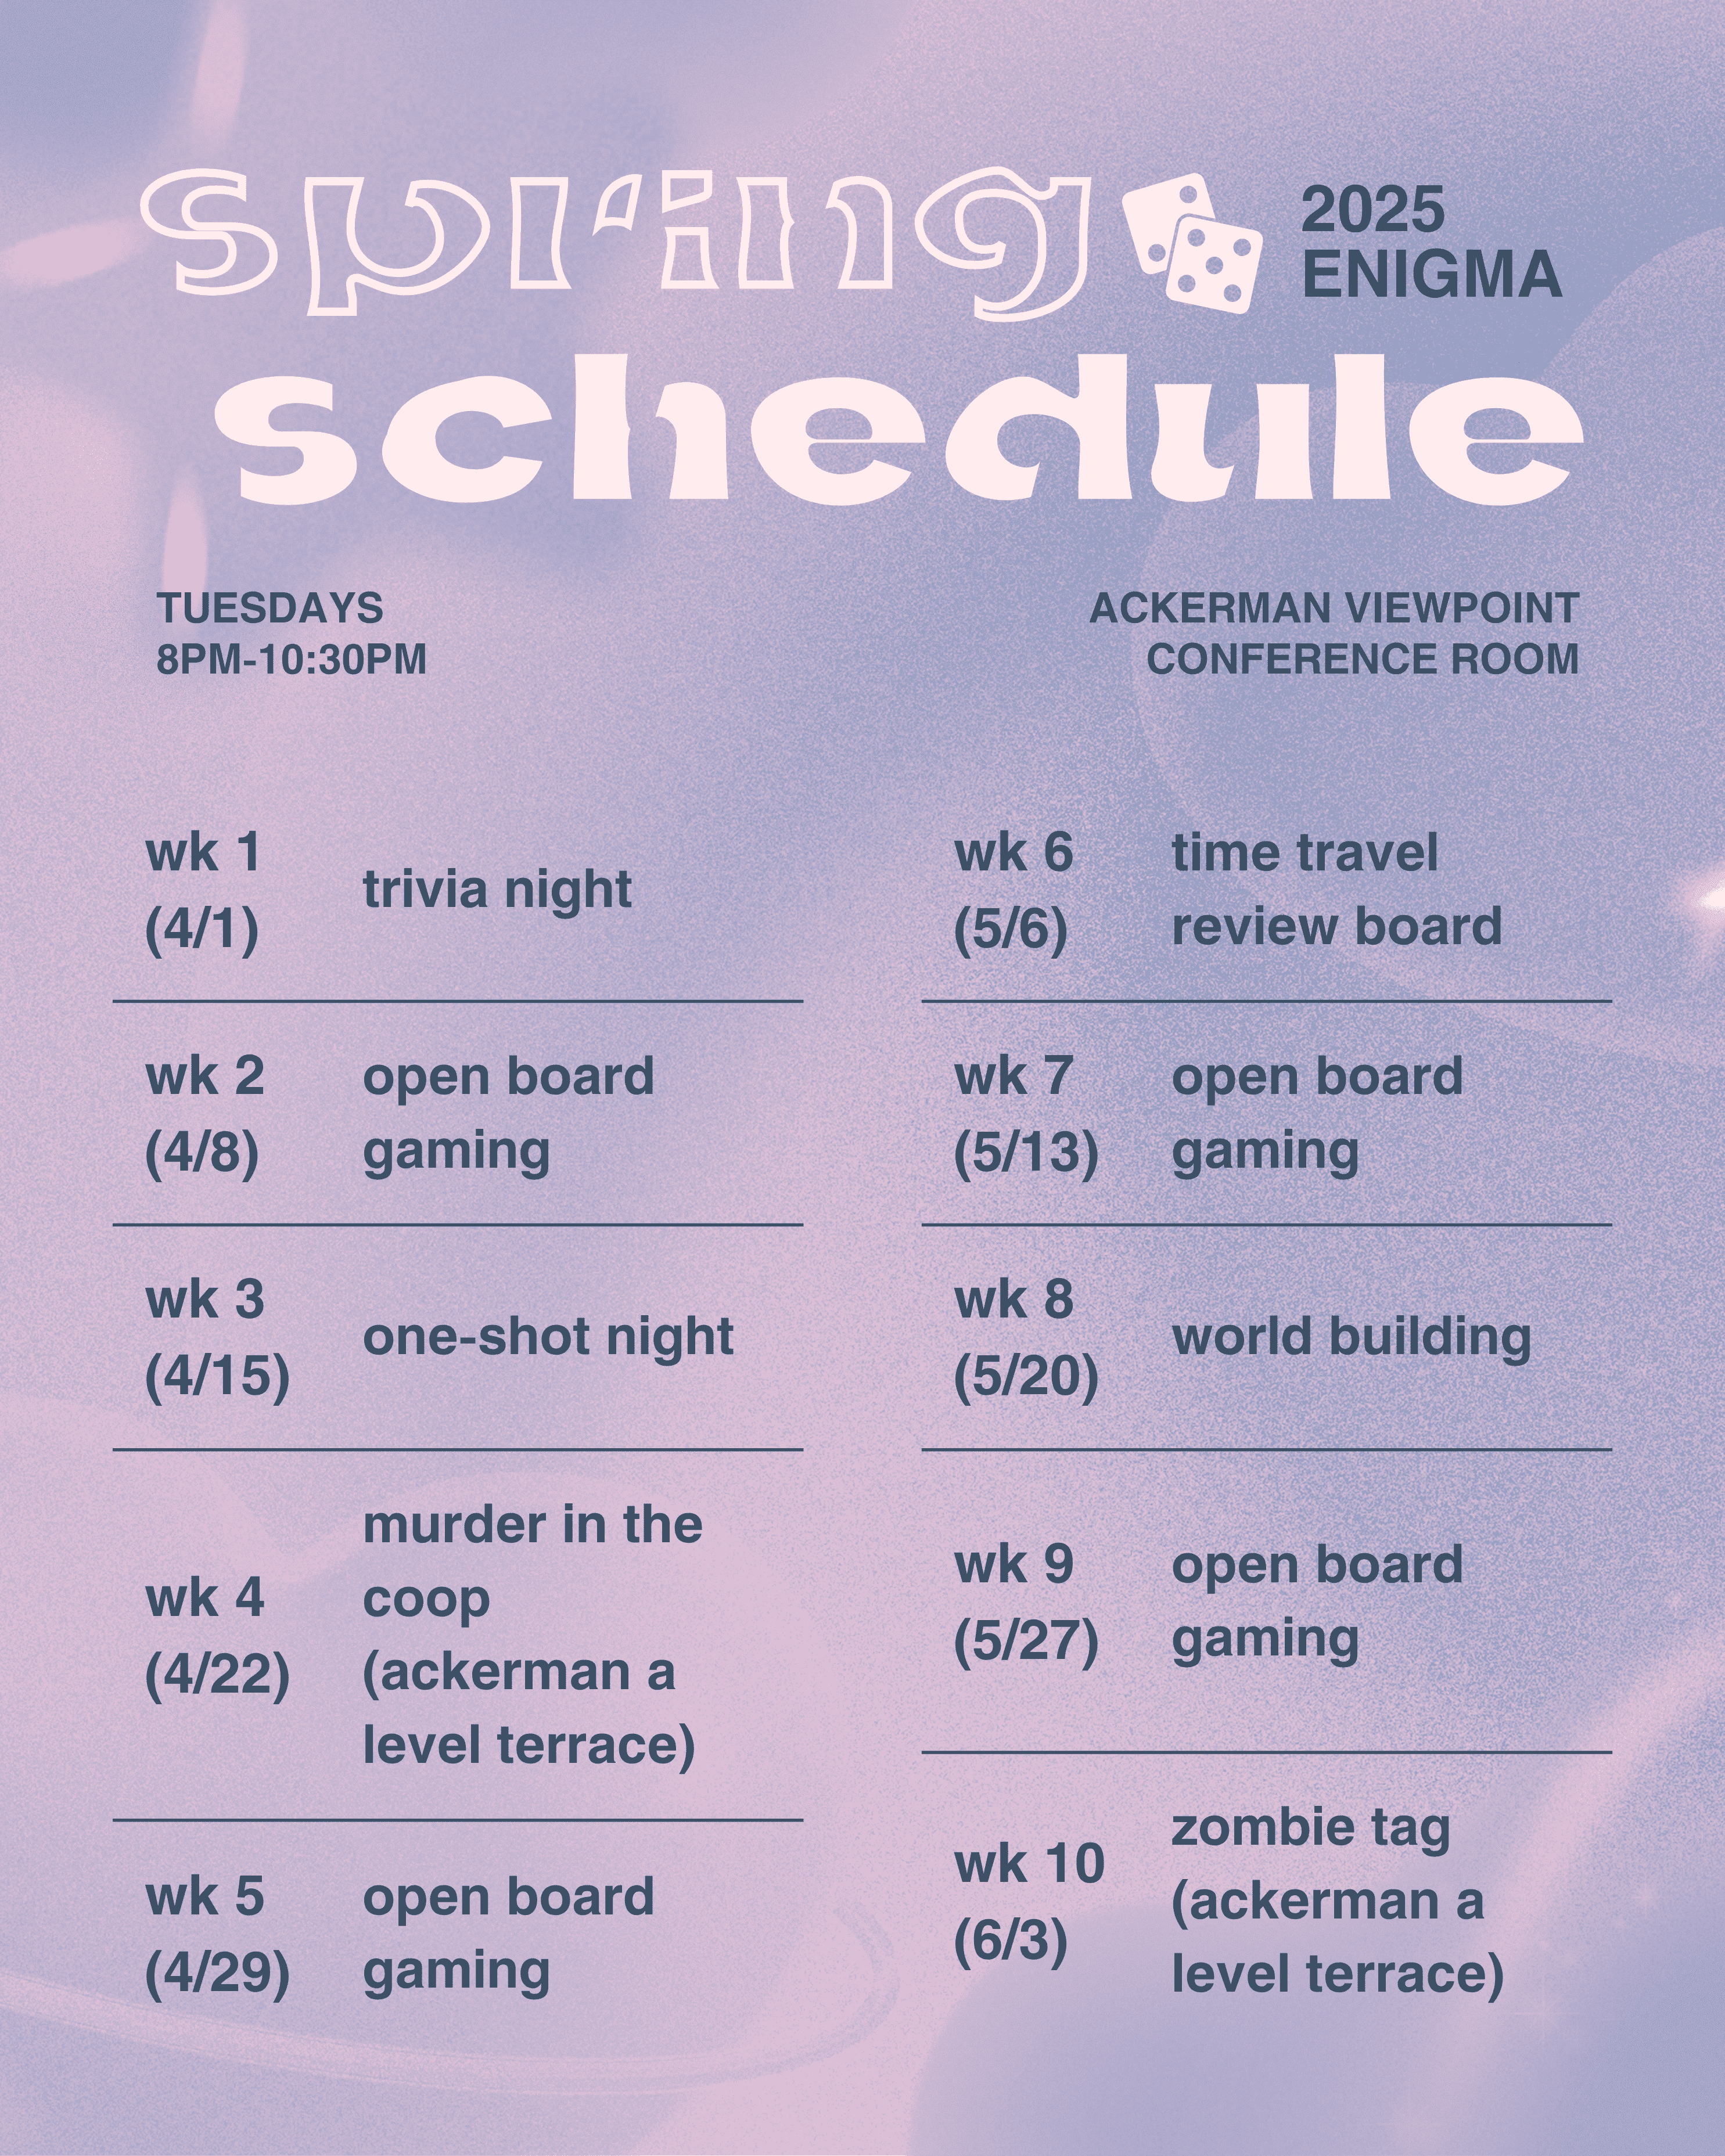 spring
2025
ENIGMA
schedule
TUESDAYS
8PM-10:30PM
ACKERMAN VIEWPOINT
CONFERENCE ROOM
wk 1
(4/1)
trivia night
wk 2
(4/8)
open board
gaming
wk 3
(4/15)
one-shot night
wk 4
(4/22)
murder in the
coop
(ackerman a
level terrace)
wk 5
(4/29)
open board
gaming
wk 6
(5/6)
time travel
review board
wk 7
(5/13)
open board
gaming
wk 8
(5/20)
world building
wk 9
(5/27)
open board
gaming
wk 10
(6/3)
zombie tag
(ackerman a
level terrace)